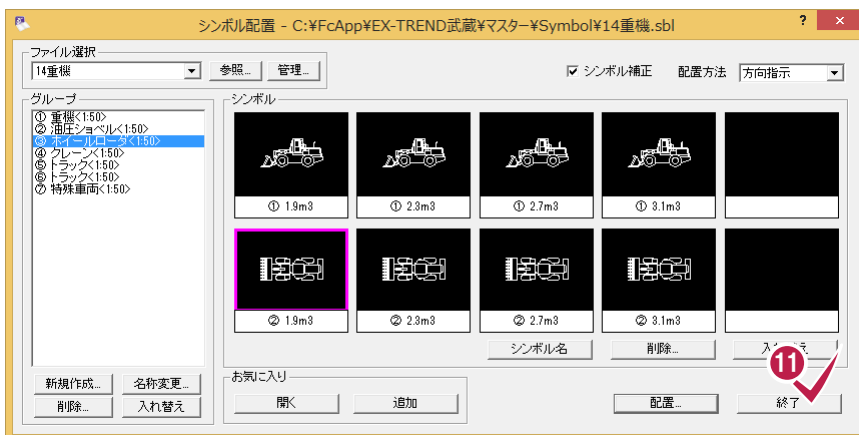 シンボル配置 - C:¥FcApp¥EX-TREND武蔵¥マスター¥Symbol¥14重機.sbl
?
×
ファイル選択
14重機
参照...
管理...
シンボル補正
配置方法
方向指示
グループ
① 重機<1:50>
② 油圧ショベル<1:50>
③ ホイールローダ<1:50>
④ クレーン<1:50>
⑤ トラック<1:50>
⑥ トラック<1:50>
⑦ 特殊車両<1:50>
新規作成...
名称変更...
削除...
入れ替え
シンボル
① 1.9m3
① 2.3m3
① 2.7m3
① 3.1m3
② 1.9m3
② 2.3m3
② 2.7m3
② 3.1m3
シンボル名
削除...
お気に入り
開く
追加
配置...
終了
11